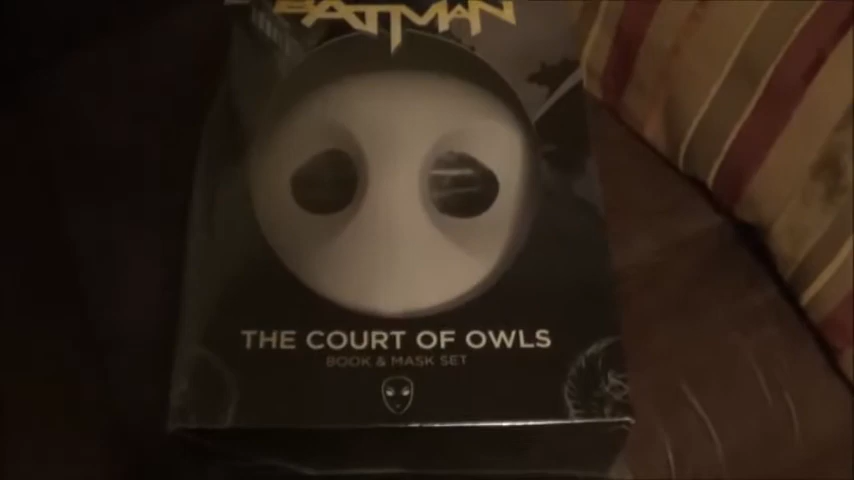 BATMAN
THE COURT OF OWLS
BOOK & MASK SET